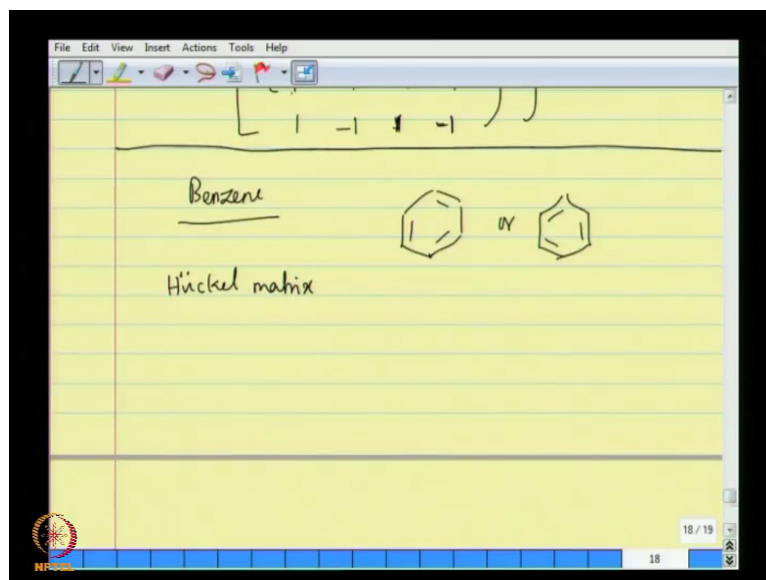 File Edit View Insert Actions Tools Help
1 -1 1 -1
Benzene
or
Hückel matrix
18 / 19
18
NPTEL